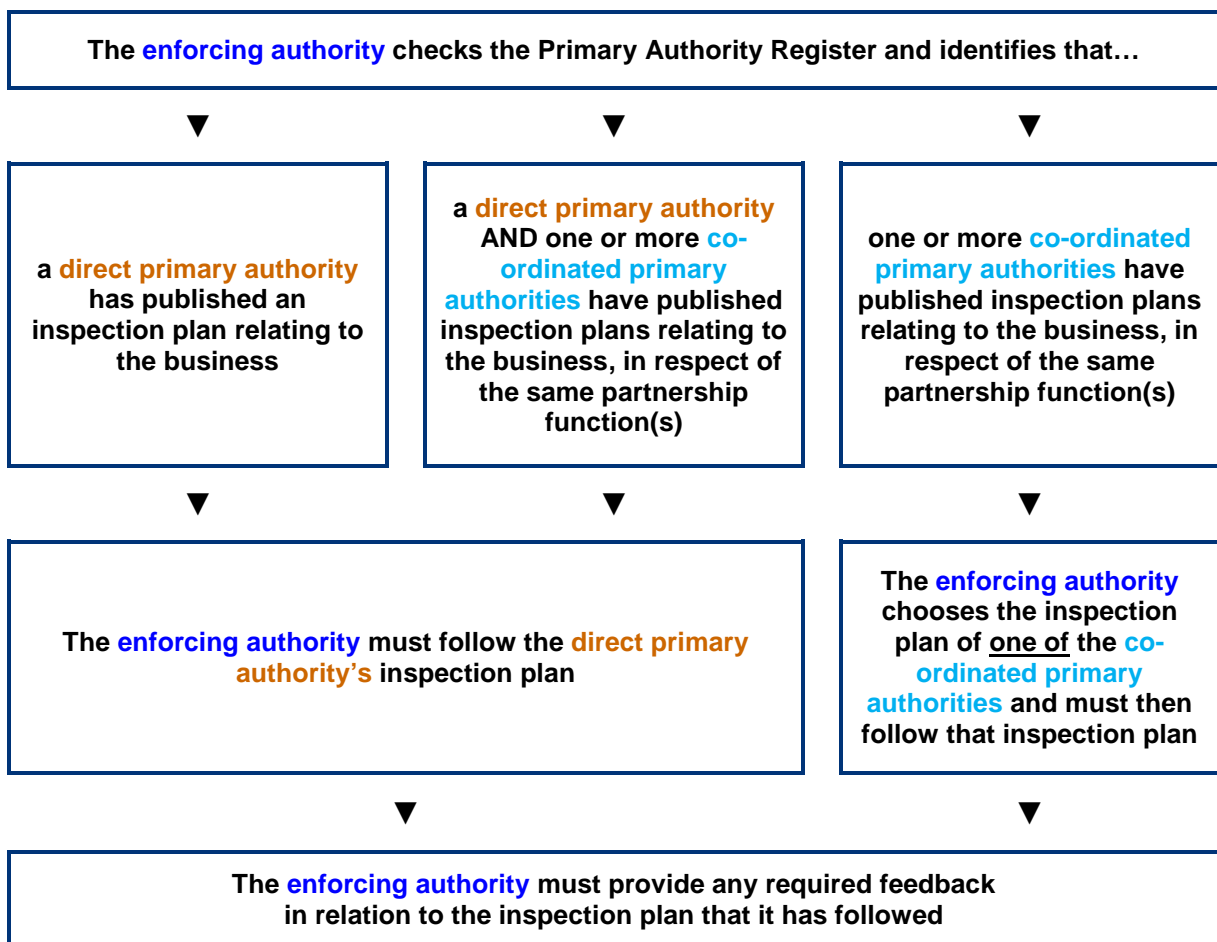 The enforcing authority checks the Primary Authority Register and identifies that…
a direct primary authority
has published an
inspection plan relating to
the business
a direct primary authority
AND one or more co-
ordinated primary
authorities have published
inspection plans relating to
the business, in respect of
the same partnership
function(s)
one or more co-ordinated
primary authorities have
published inspection plans
relating to the business, in
respect of the same
partnership function(s)
The enforcing authority must follow the direct primary
authority’s inspection plan
The enforcing authority
chooses the inspection
plan of one of the co-
ordinated primary
authorities and must then
follow that inspection plan
The enforcing authority must provide any required feedback
in relation to the inspection plan that it has followed